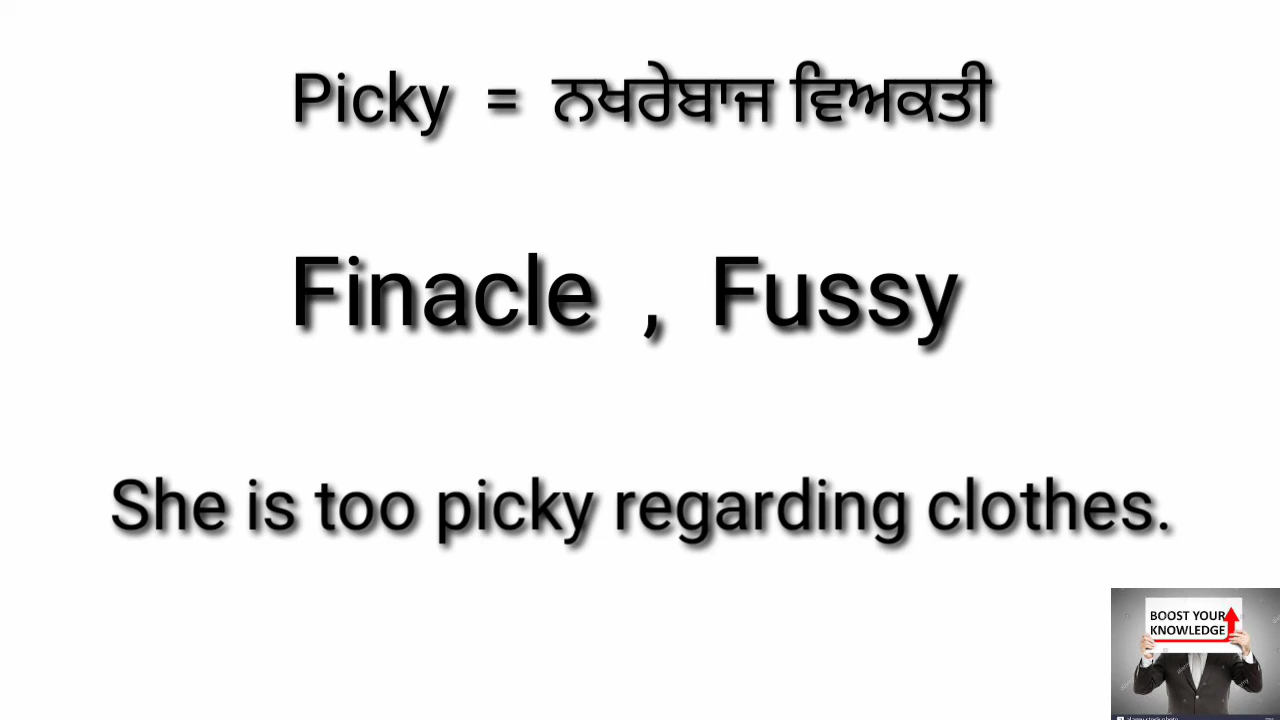 Picky = ਨਖਰੇਬਾਜ ਵਿਅਕਤੀ
Finacle , Fussy
She is too picky regarding clothes.
BOOST YOUR
KNOWLEDGE